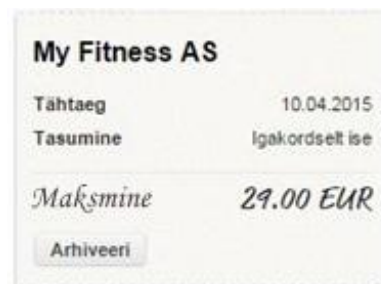 My Fitness AS
Tähtaeg 10.04.2015
Tasumine Igakordselt ise
Maksmine 29.00 EUR
Arhiveeri